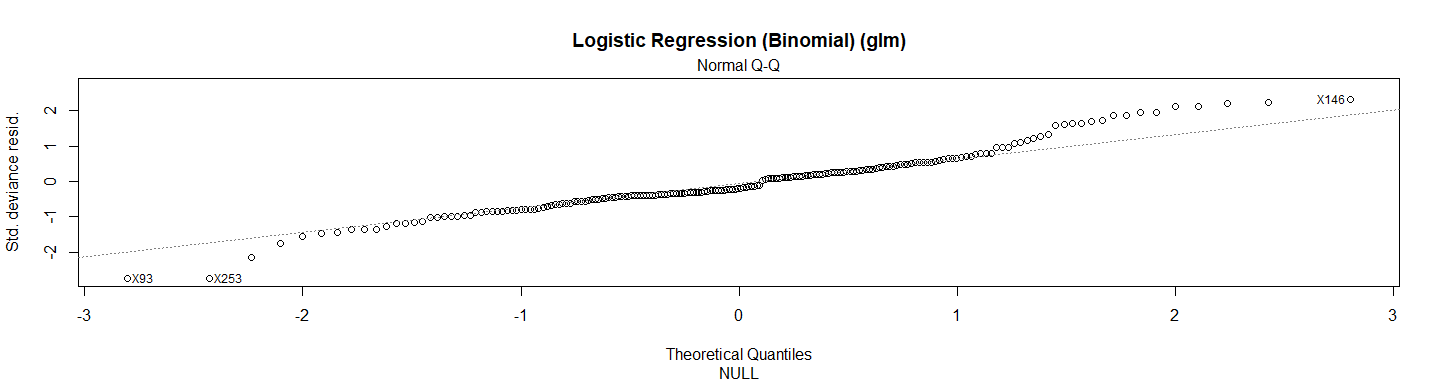 Logistic Regression (Binomial) (glm)
Normal Q-Q
Std. deviance resid.
2
1
0
-1
-2
X146
X93
X253
-3
-2
-1
0
1
2
3
Theoretical Quantiles
NULL